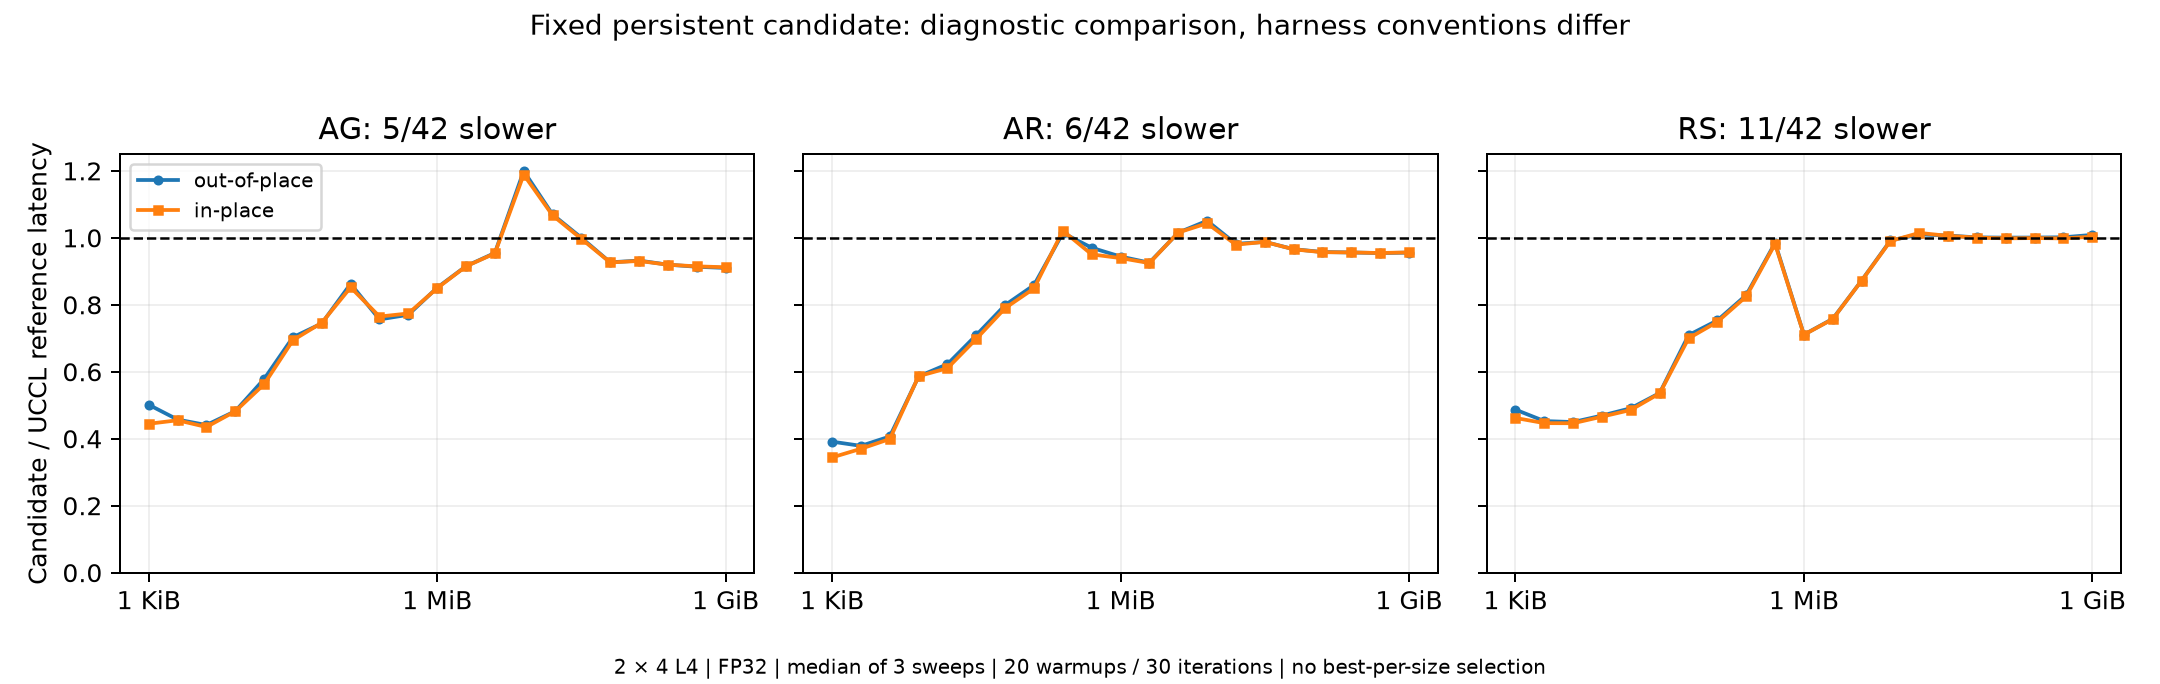 Fixed persistent candidate: diagnostic comparison, harness conventions differ
AG: 5/42 slower
AR: 6/42 slower
RS: 11/42 slower
Candidate / UCCL reference latency
1.2
1.0
0.8
0.6
0.4
0.2
0.0
out-of-place
in-place
1 KiB
1 MiB
1 GiB
1 KiB
1 MiB
1 GiB
1 KiB
1 MiB
1 GiB
2 × 4 L4 | FP32 | median of 3 sweeps | 20 warmups / 30 iterations | no best-per-size selection